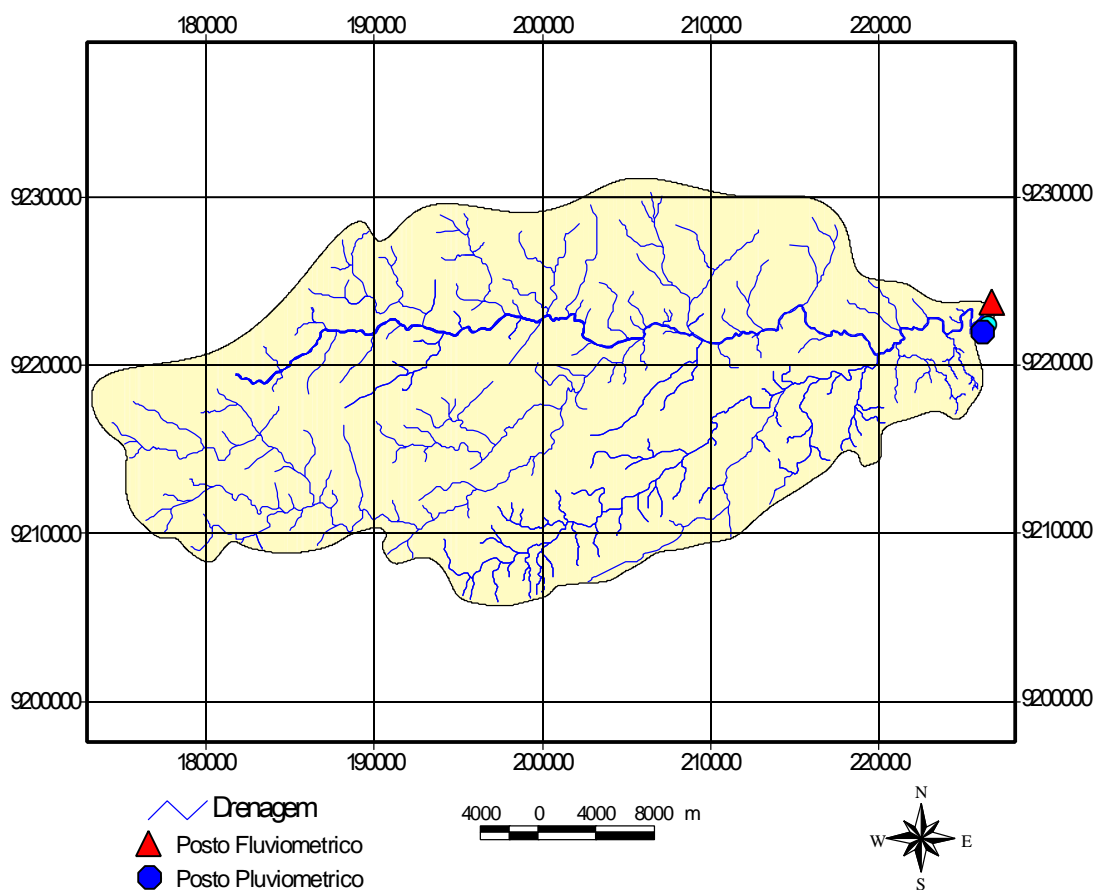 180000 190000 200000 210000 220000
9230000 9230000
9220000 9220000
9210000 9210000
9200000 9200000
180000 190000 200000 210000 220000
Drenagem
Posto Fluviometrico
Posto Pluviometrico
4000 0 4000 8000 m
N
W E
S